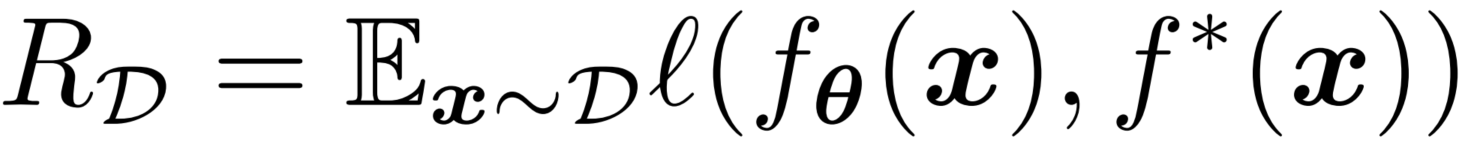 $R_{\mathcal{D}} = \mathbb{E}_{\boldsymbol{x} \sim \mathcal{D}} \ell(f_{\boldsymbol{\theta}}(\boldsymbol{x}), f^*(\boldsymbol{x}))$